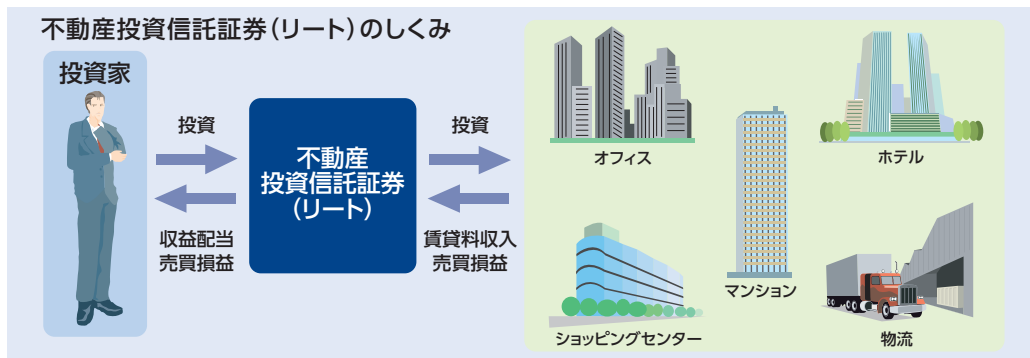 不動産投資信託証券(リート)のしくみ
投資家
投資
収益配当
売買損益
不動産
投資信託証券
(リート)
投資
賃貸料収入
売買損益
オフィス
ホテル
マンション
ショッピングセンター
物流